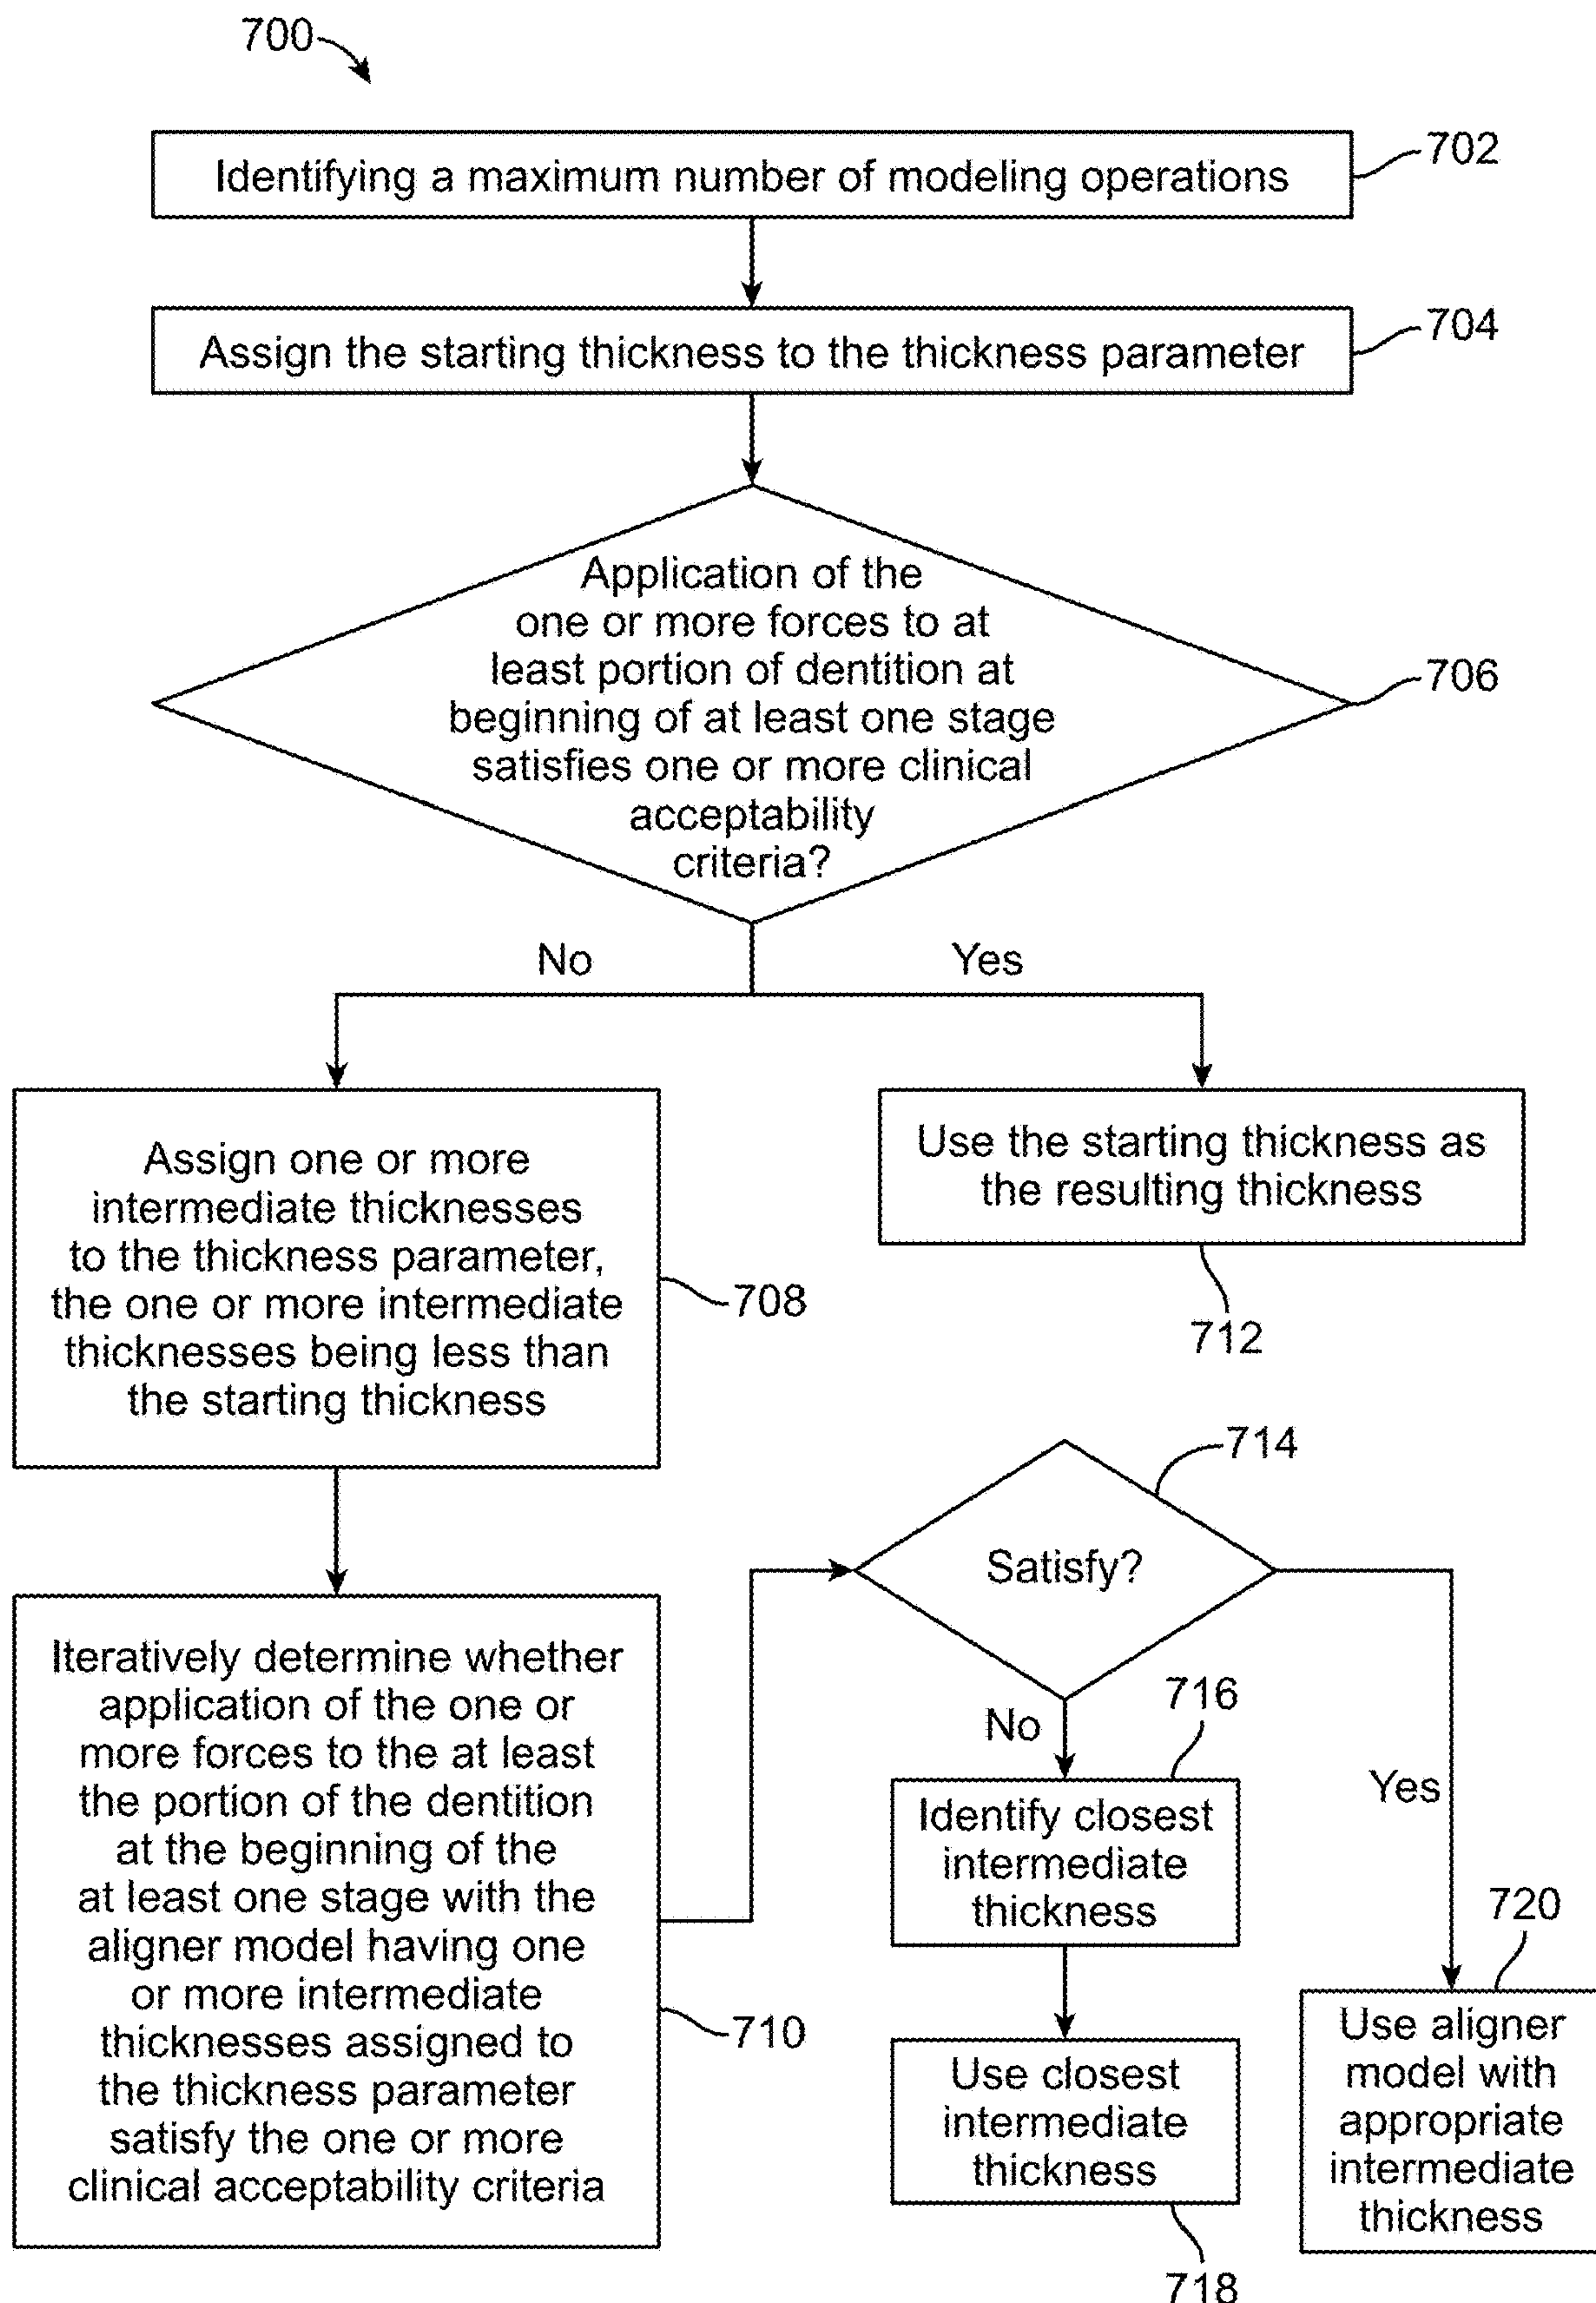 700
Identifying a maximum number of modeling operations
702
Assign the starting thickness to the thickness parameter
704
Application of the
one or more forces to at
least portion of dentition at
beginning of at least one stage
satisfies one or more clinical
acceptability
criteria?
706
No
Yes
Assign one or more
intermediate thicknesses
to the thickness parameter,
the one or more intermediate
thicknesses being less than
the starting thickness
708
Use the starting thickness as
the resulting thickness
712
Iteratively determine whether
application of the one or
more forces to the at least
the portion of the dentition
at the beginning of the
at least one stage with the
aligner model having one
or more intermediate
thicknesses assigned to
the thickness parameter
satisfy the one or more
clinical acceptability criteria
710
714
Satisfy?
No
716
Identify closest
intermediate
thickness
Use closest
intermediate
thickness
718
Yes
720
Use aligner
model with
appropriate
intermediate
thickness